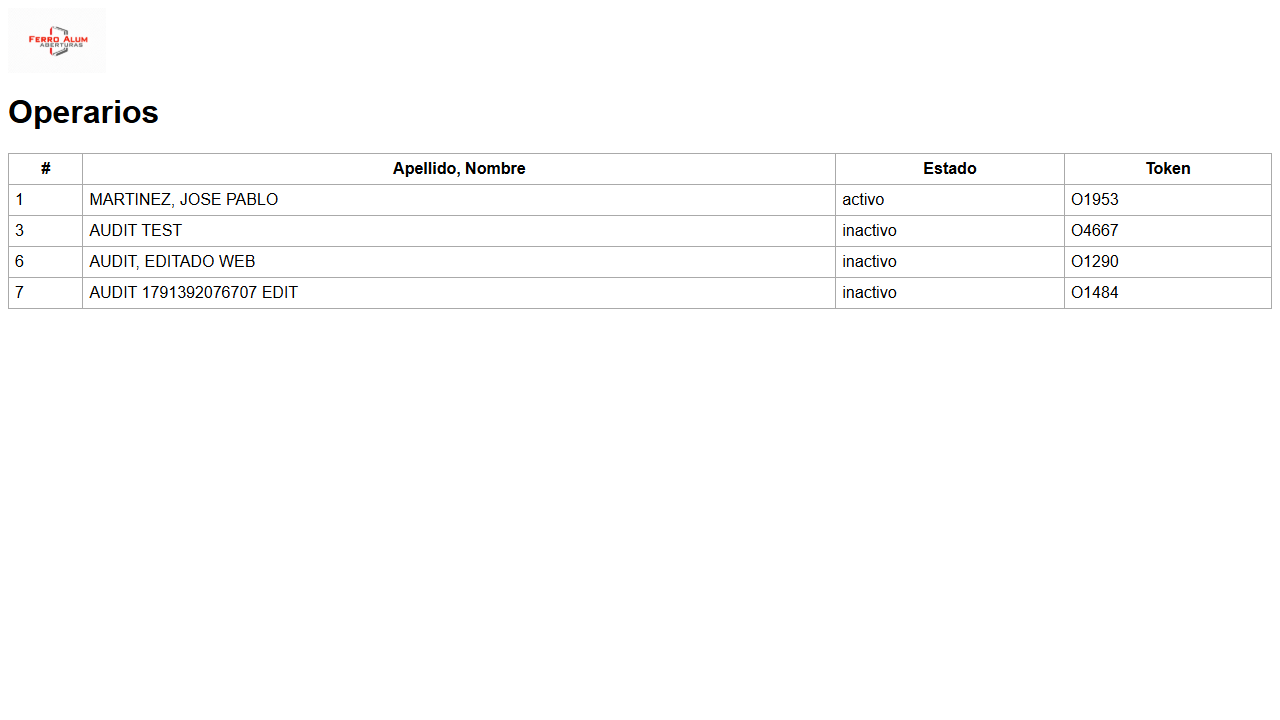 FERRO ALUM
ABERTURAS
Operarios
# Apellido, Nombre Estado Token
1 MARTINEZ, JOSE PABLO activo O1953
3 AUDIT TEST inactivo O4667
6 AUDIT, EDITADO WEB inactivo O1290
7 AUDIT 1791392076707 EDIT inactivo O1484